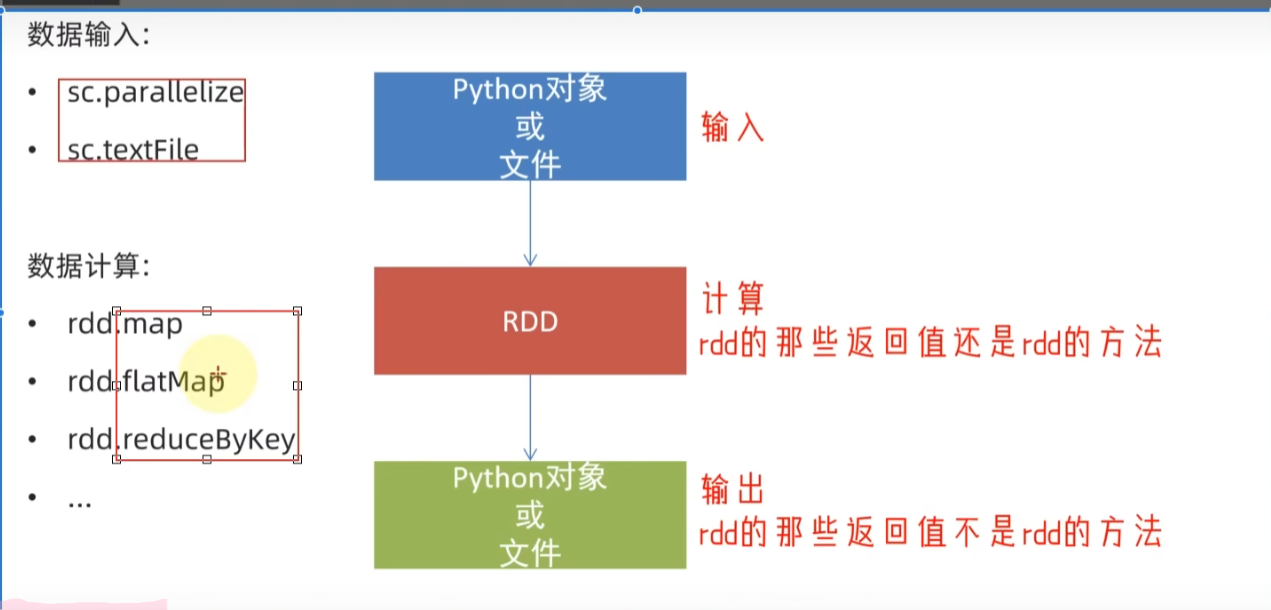 数据输入:
• sc.parallelize
• sc.textFile
数据计算:
• rdd.map
• rdd.flatMap
• rdd.reduceByKey
• ...
Python对象
或
文件
输入
RDD
计算
rdd的那些返回值还是rdd的方法
Python对象
或
文件
输出
rdd的那些返回值不是rdd的方法